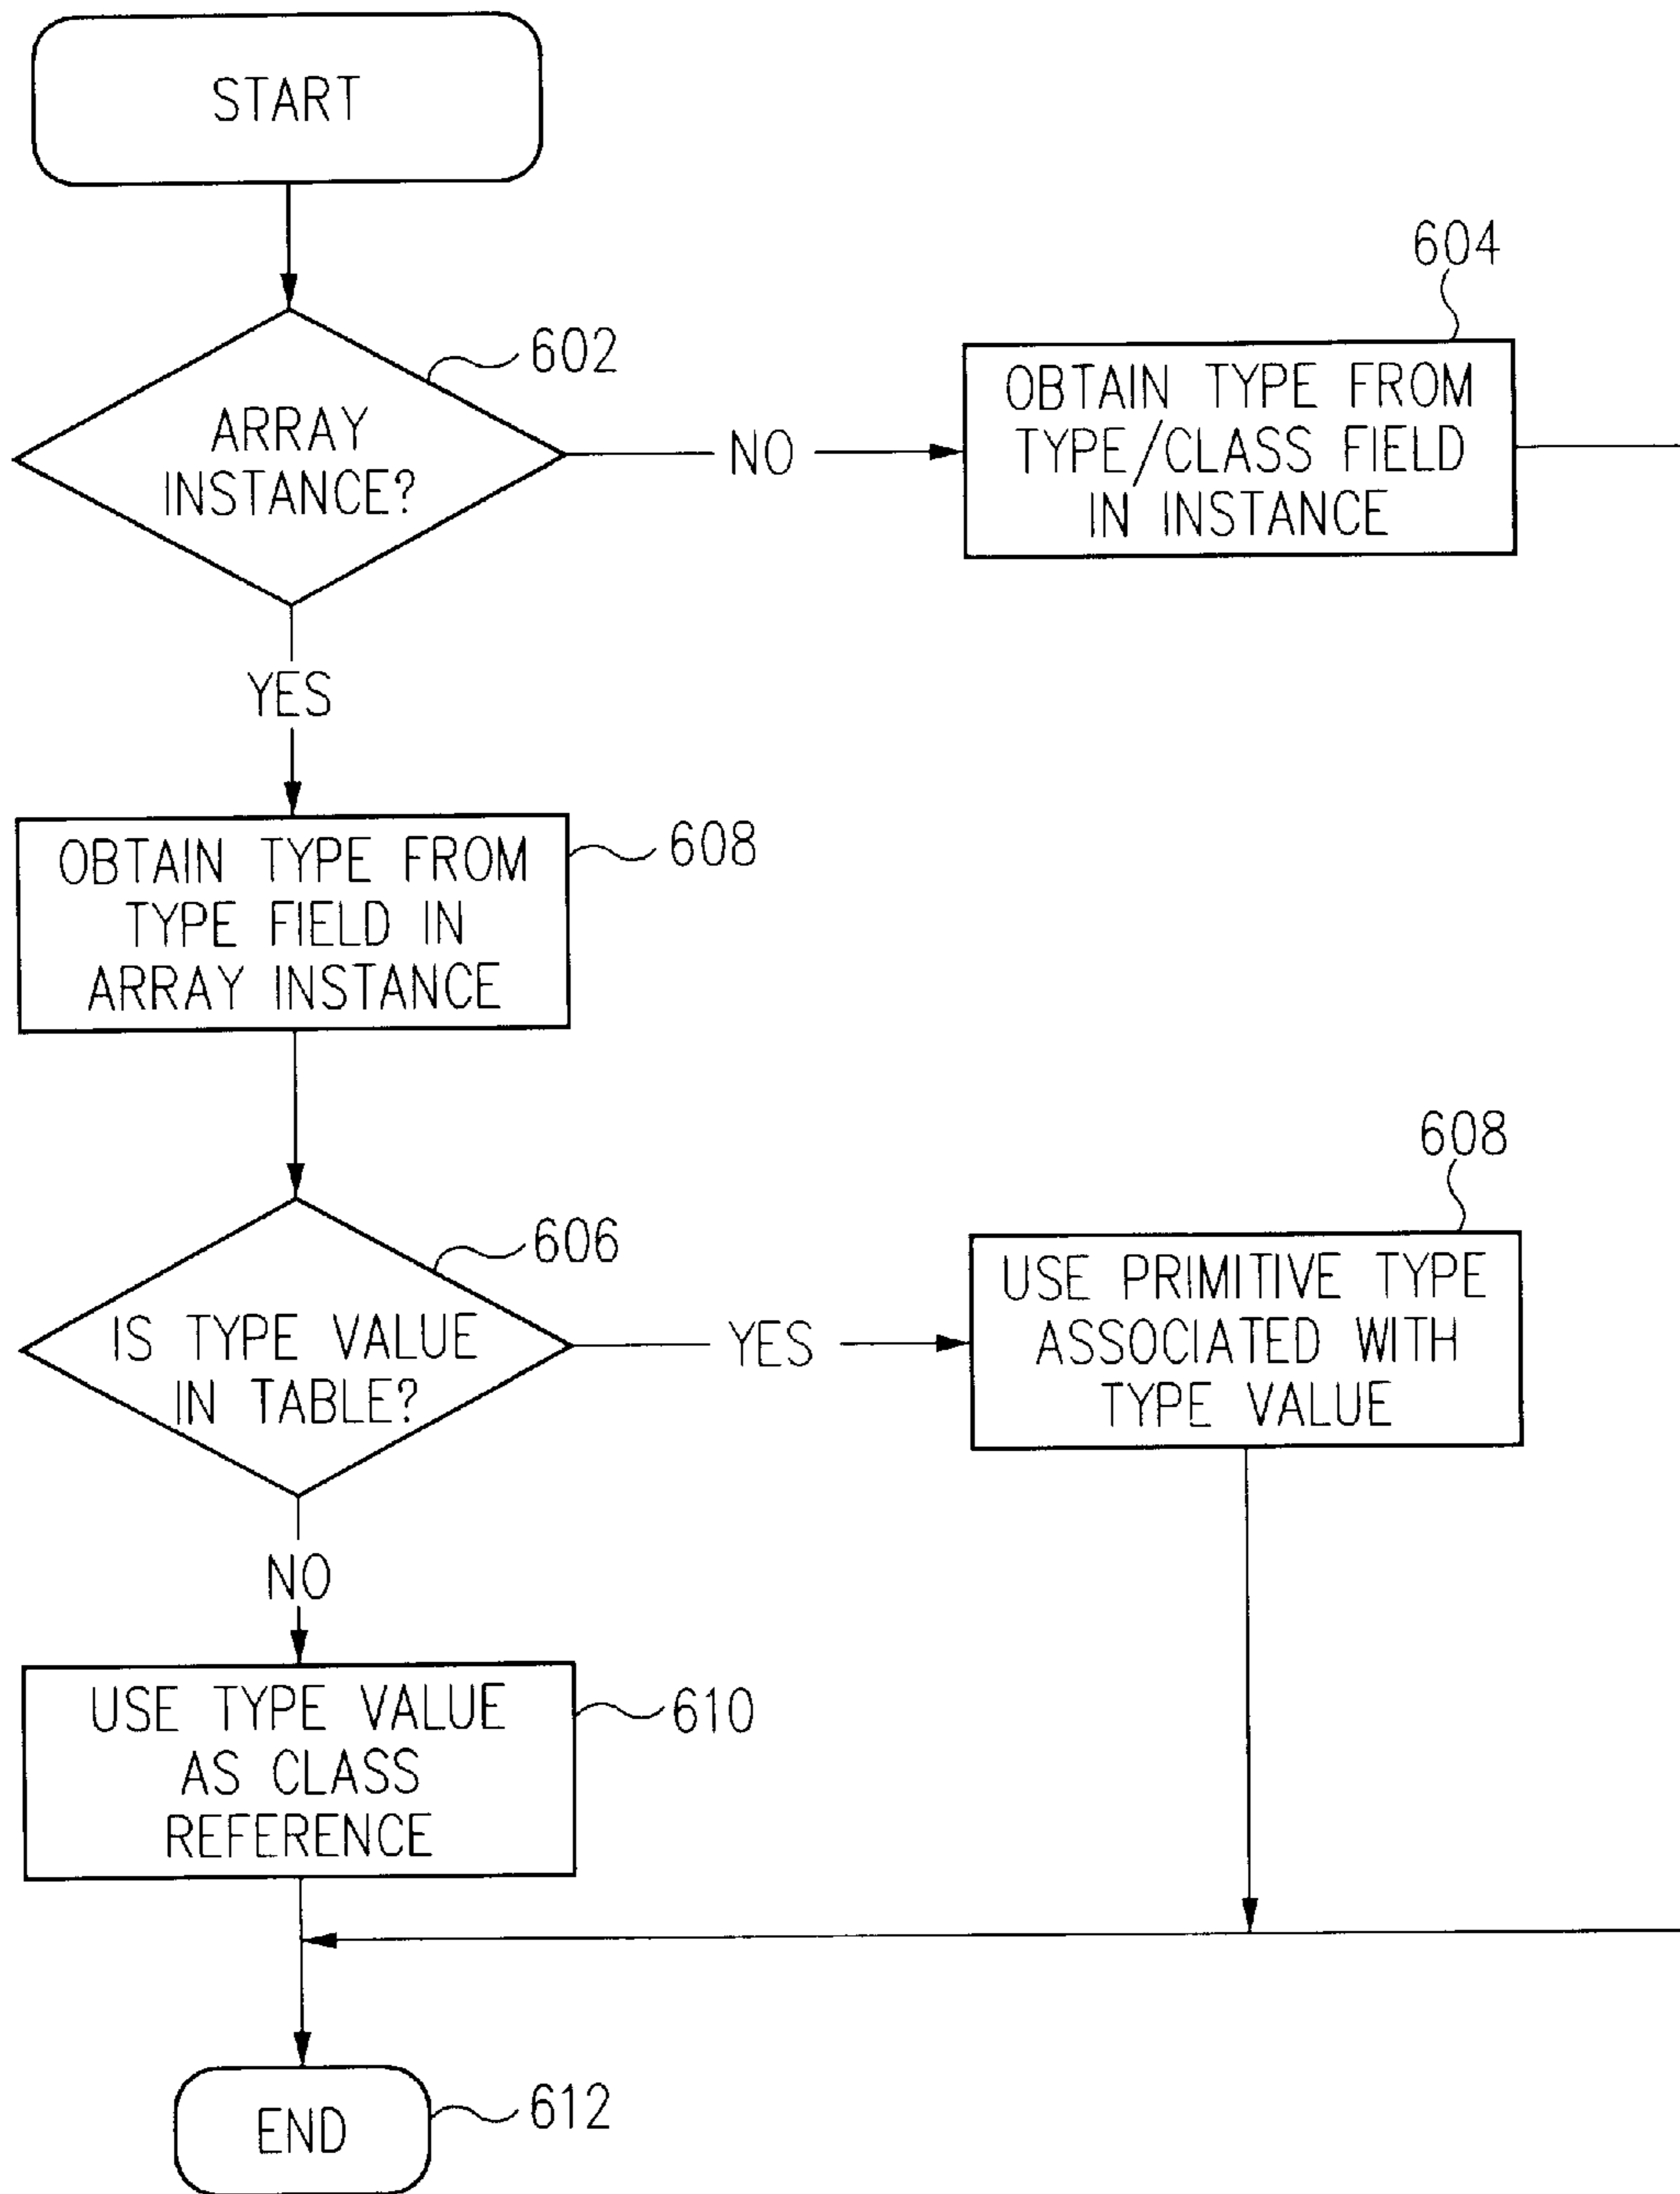 START
602
ARRAY
INSTANCE?
NO
604
OBTAIN TYPE FROM
TYPE/CLASS FIELD
IN INSTANCE
YES
608
OBTAIN TYPE FROM
TYPE FIELD IN
ARRAY INSTANCE
606
IS TYPE VALUE
IN TABLE?
YES
608
USE PRIMITIVE TYPE
ASSOCIATED WITH
TYPE VALUE
NO
610
USE TYPE VALUE
AS CLASS
REFERENCE
END
612